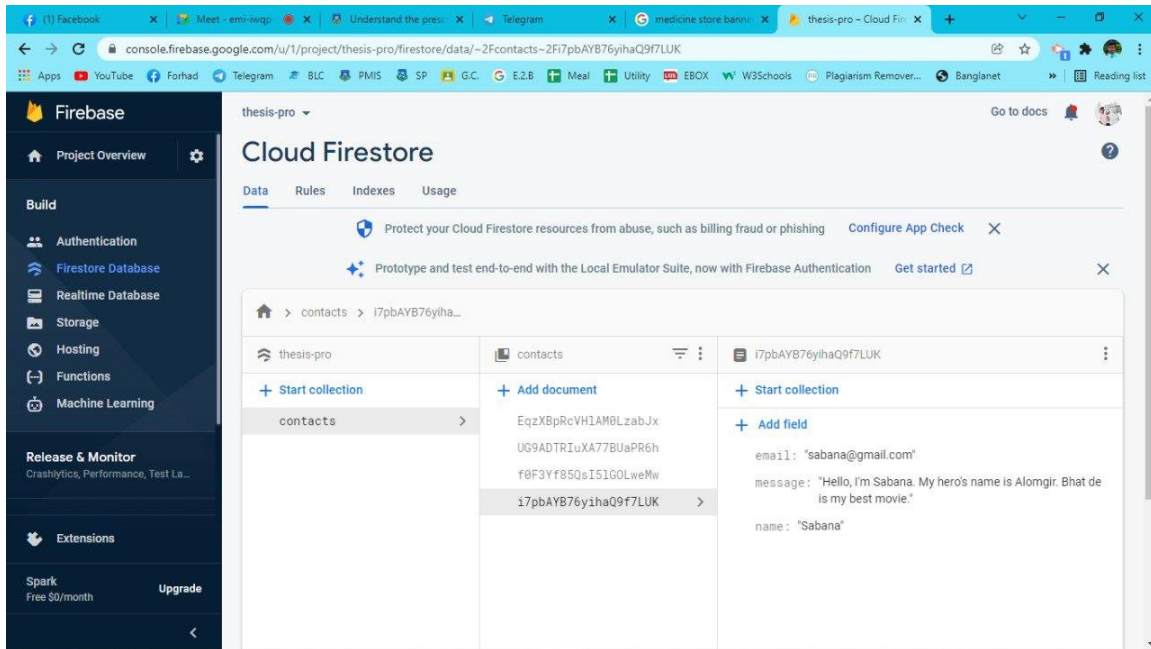 (1) Facebook
Meet - emi-iwqp-
Understand the presc
Telegram
medicine store banne
thesis-pro – Cloud Fire
console.firebase.google.com/u/1/project/thesis-pro/firestore/data/~2Fcontacts~2Fi7pbAYB76yihaQ9f7LUK
Apps YouTube Forhad Telegram BLC PMIS SP G.C. E.2.B Meal Utility EBOX W3Schools Plagiarism Remover... Banglanet » Reading list
Firebase
Project Overview
Build
Authentication
Firestore Database
Realtime Database
Storage
Hosting
Functions
Machine Learning
Release & Monitor
Crashlytics, Performance, Test La...
Extensions
Spark
Free $0/month
Upgrade
thesis-pro
Go to docs
Cloud Firestore
Data Rules Indexes Usage
Protect your Cloud Firestore resources from abuse, such as billing fraud or phishing Configure App Check
Prototype and test end-to-end with the Local Emulator Suite, now with Firebase Authentication Get started
> contacts > i7pbAYB76yiha...
thesis-pro
+ Start collection
contacts
contacts
+ Add document
EqzXBpRcVHlAM0LzabJx
UG9ADTRIuXA77BUaPR6h
f0F3Yf85QsI5lGOLweMw
i7pbAYB76yihaQ9f7LUK
i7pbAYB76yihaQ9f7LUK
+ Start collection
+ Add field
email: "sabana@gmail.com"
message: "Hello, I'm Sabana. My hero's name is Alomgir. Bhat de
is my best movie."
name: "Sabana"